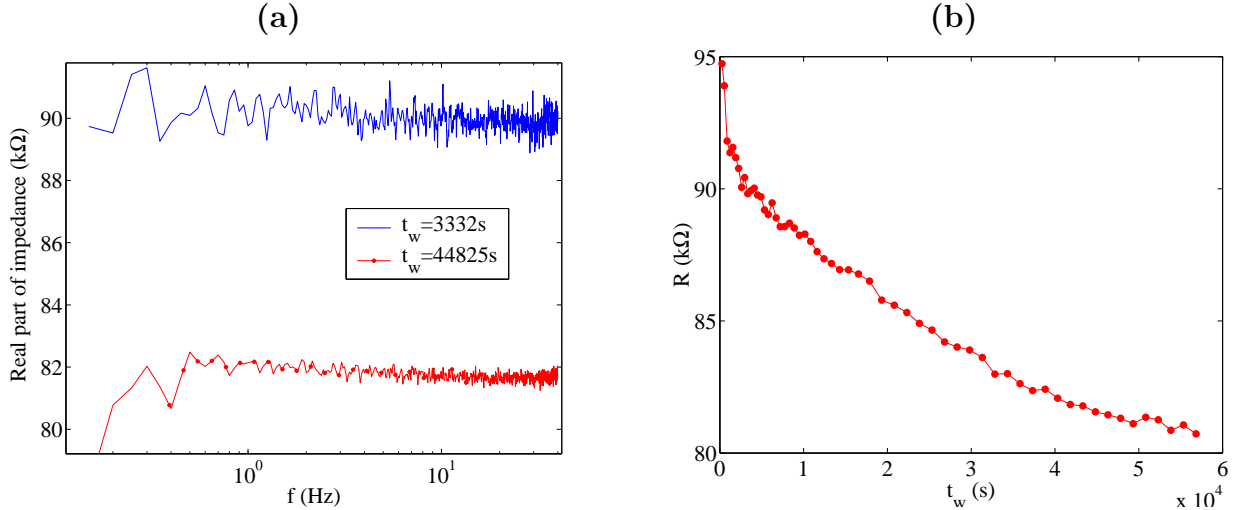 (a)
(b)
Real part of impedance (kΩ)
90
88
86
84
82
80
t_w=3332s
t_w=44825s
10^0
10^1
f (Hz)
R (kΩ)
95
90
85
80
0
1
2
3
4
5
6
t_w (s)
x 10^4